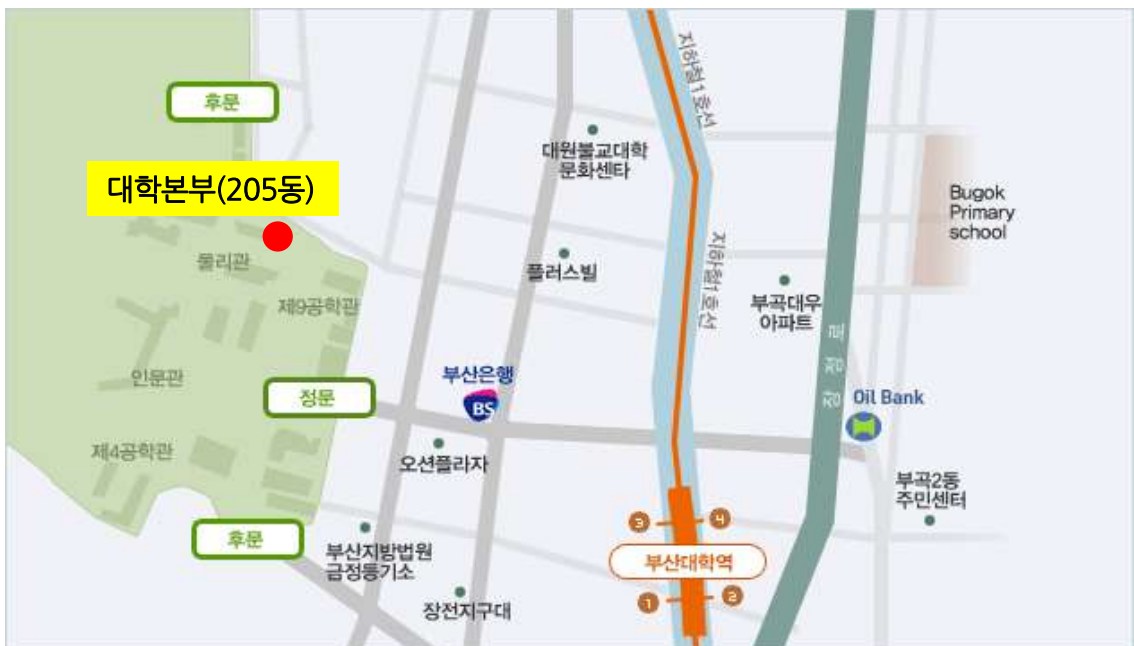 후문
대학본부(205동)
물리관
제9공학관
인문관
정문
제4공학관
후문
지하철1호선
지하철1호선
대원불교대학
문화센타
플러스빌
부산은행
BS
오션플라자
부산지방법원
금정등기소
장전지구대
Bugok
Primary
school
부곡대우
아파트
장정로
Oil Bank
부곡2동
주민센터
3
4
부산대학역
1
2